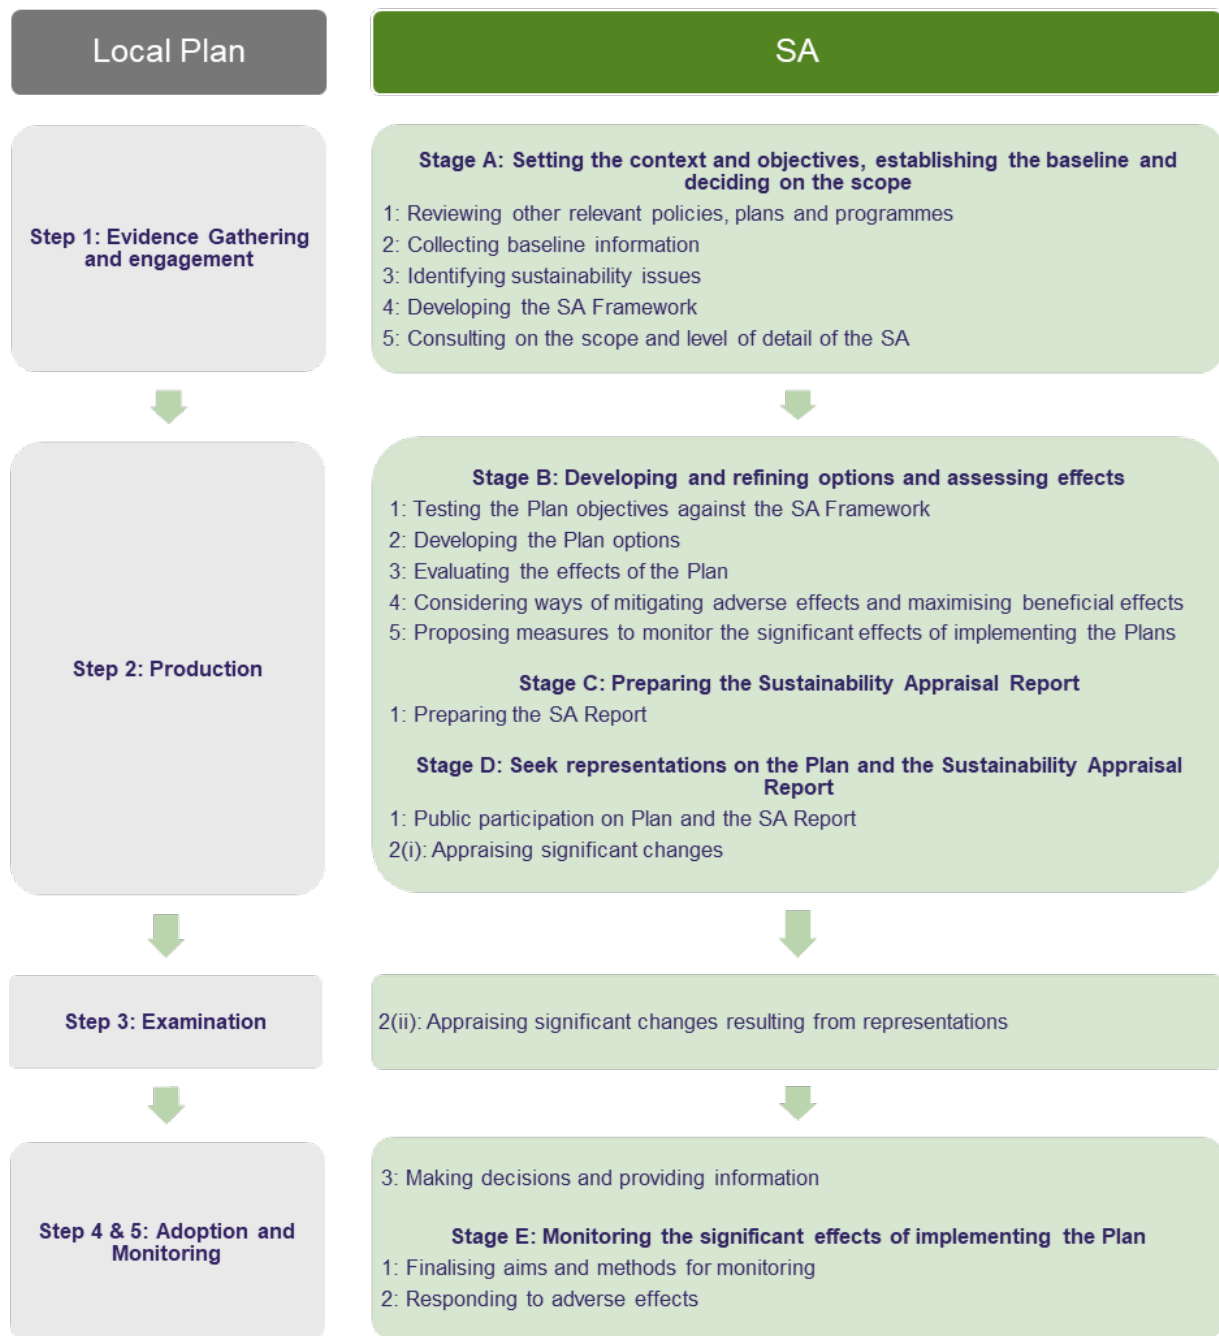 Local Plan
SA
Step 1: Evidence Gathering
and engagement
Stage A: Setting the context and objectives, establishing the baseline and
deciding on the scope
1: Reviewing other relevant policies, plans and programmes
2: Collecting baseline information
3: Identifying sustainability issues
4: Developing the SA Framework
5: Consulting on the scope and level of detail of the SA
Step 2: Production
Stage B: Developing and refining options and assessing effects
1: Testing the Plan objectives against the SA Framework
2: Developing the Plan options
3: Evaluating the effects of the Plan
4: Considering ways of mitigating adverse effects and maximising beneficial effects
5: Proposing measures to monitor the significant effects of implementing the Plans
Stage C: Preparing the Sustainability Appraisal Report
1: Preparing the SA Report
Stage D: Seek representations on the Plan and the Sustainability Appraisal
Report
1: Public participation on Plan and the SA Report
2(i): Appraising significant changes
Step 3: Examination
2(ii): Appraising significant changes resulting from representations
Step 4 & 5: Adoption and
Monitoring
3: Making decisions and providing information
Stage E: Monitoring the significant effects of implementing the Plan
1: Finalising aims and methods for monitoring
2: Responding to adverse effects